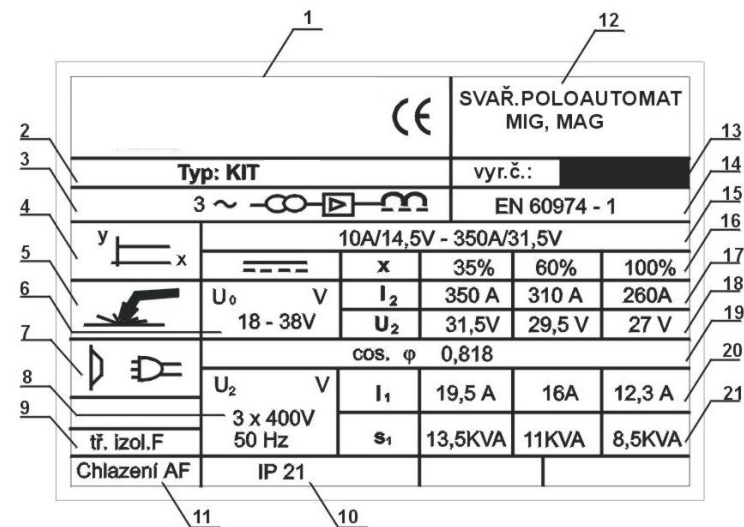 1
12
CE
SVAŘ.POLOAUTOMAT
MIG, MAG
2
13
Typ: KIT
vyr.č.:
3
14
3 ~
EN 60974 - 1
4
15
y
x
10A/14,5V - 350A/31,5V
16
x 35% 60% 100%
5
17
U₀ V
I₂ 350 A 310 A 260A
6
18
18 - 38V
U₂ 31,5V 29,5 V 27 V
7
19
cos. φ 0,818
20
U₂ V
I₁ 19,5 A 16A 12,3 A
8
21
3 x 400V
50 Hz
s₁ 13,5KVA 11KVA 8,5KVA
9
tř. izol.F
Chlazení AF
IP 21
11
10